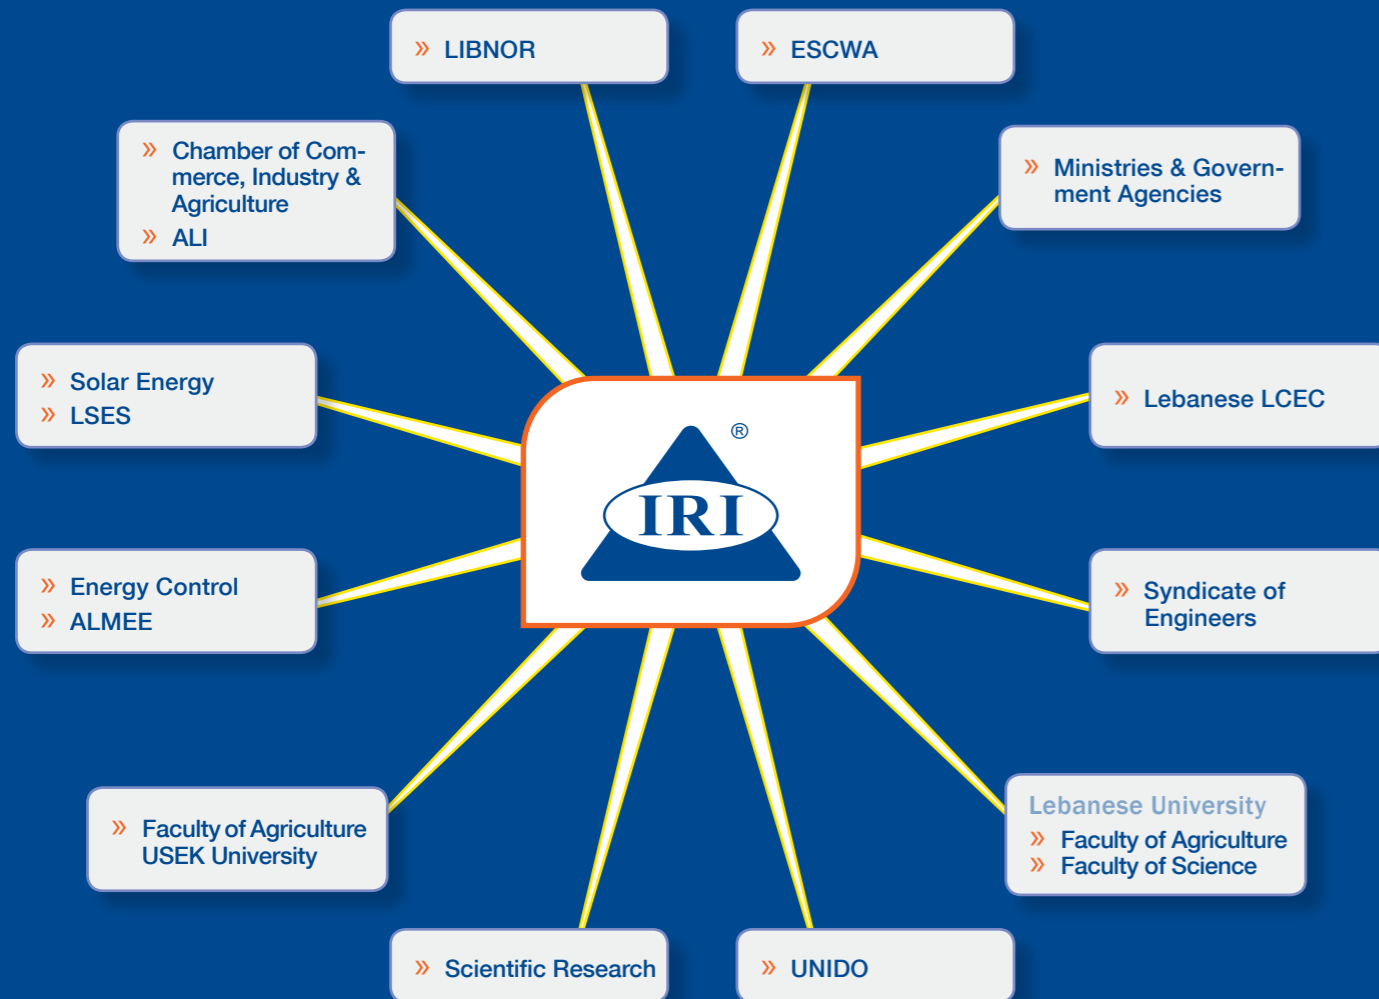 » LIBNOR
» ESCWA
» Chamber of Com-
merce, Industry &
Agriculture
» ALI
» Ministries & Govern-
ment Agencies
» Solar Energy
» LSES
» Lebanese LCEC
IRI ®
» Energy Control
» ALMEE
» Syndicate of
Engineers
» Faculty of Agriculture
USEK University
Lebanese University
» Faculty of Agriculture
» Faculty of Science
» Scientific Research
» UNIDO